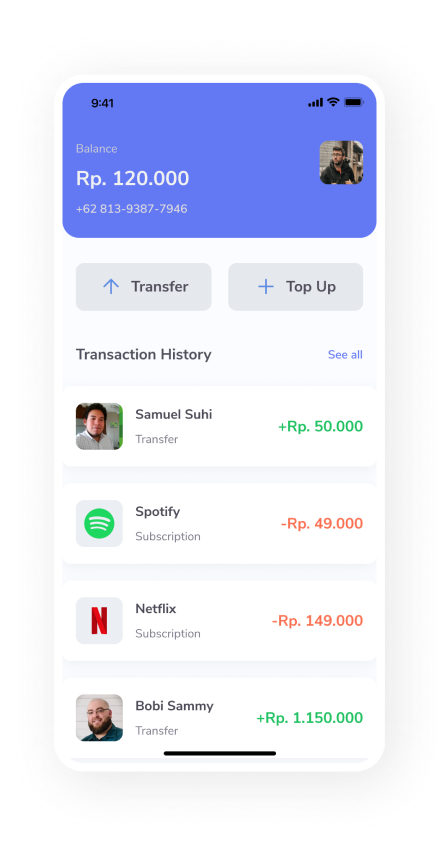 9:41
Balance
Rp. 120.000
+62 813-9387-7946
Transfer
Top Up
Transaction History
See all
Samuel Suhi
Transfer
+Rp. 50.000
Spotify
Subscription
-Rp. 49.000
Netflix
Subscription
-Rp. 149.000
Bobi Sammy
Transfer
+Rp. 1.150.000